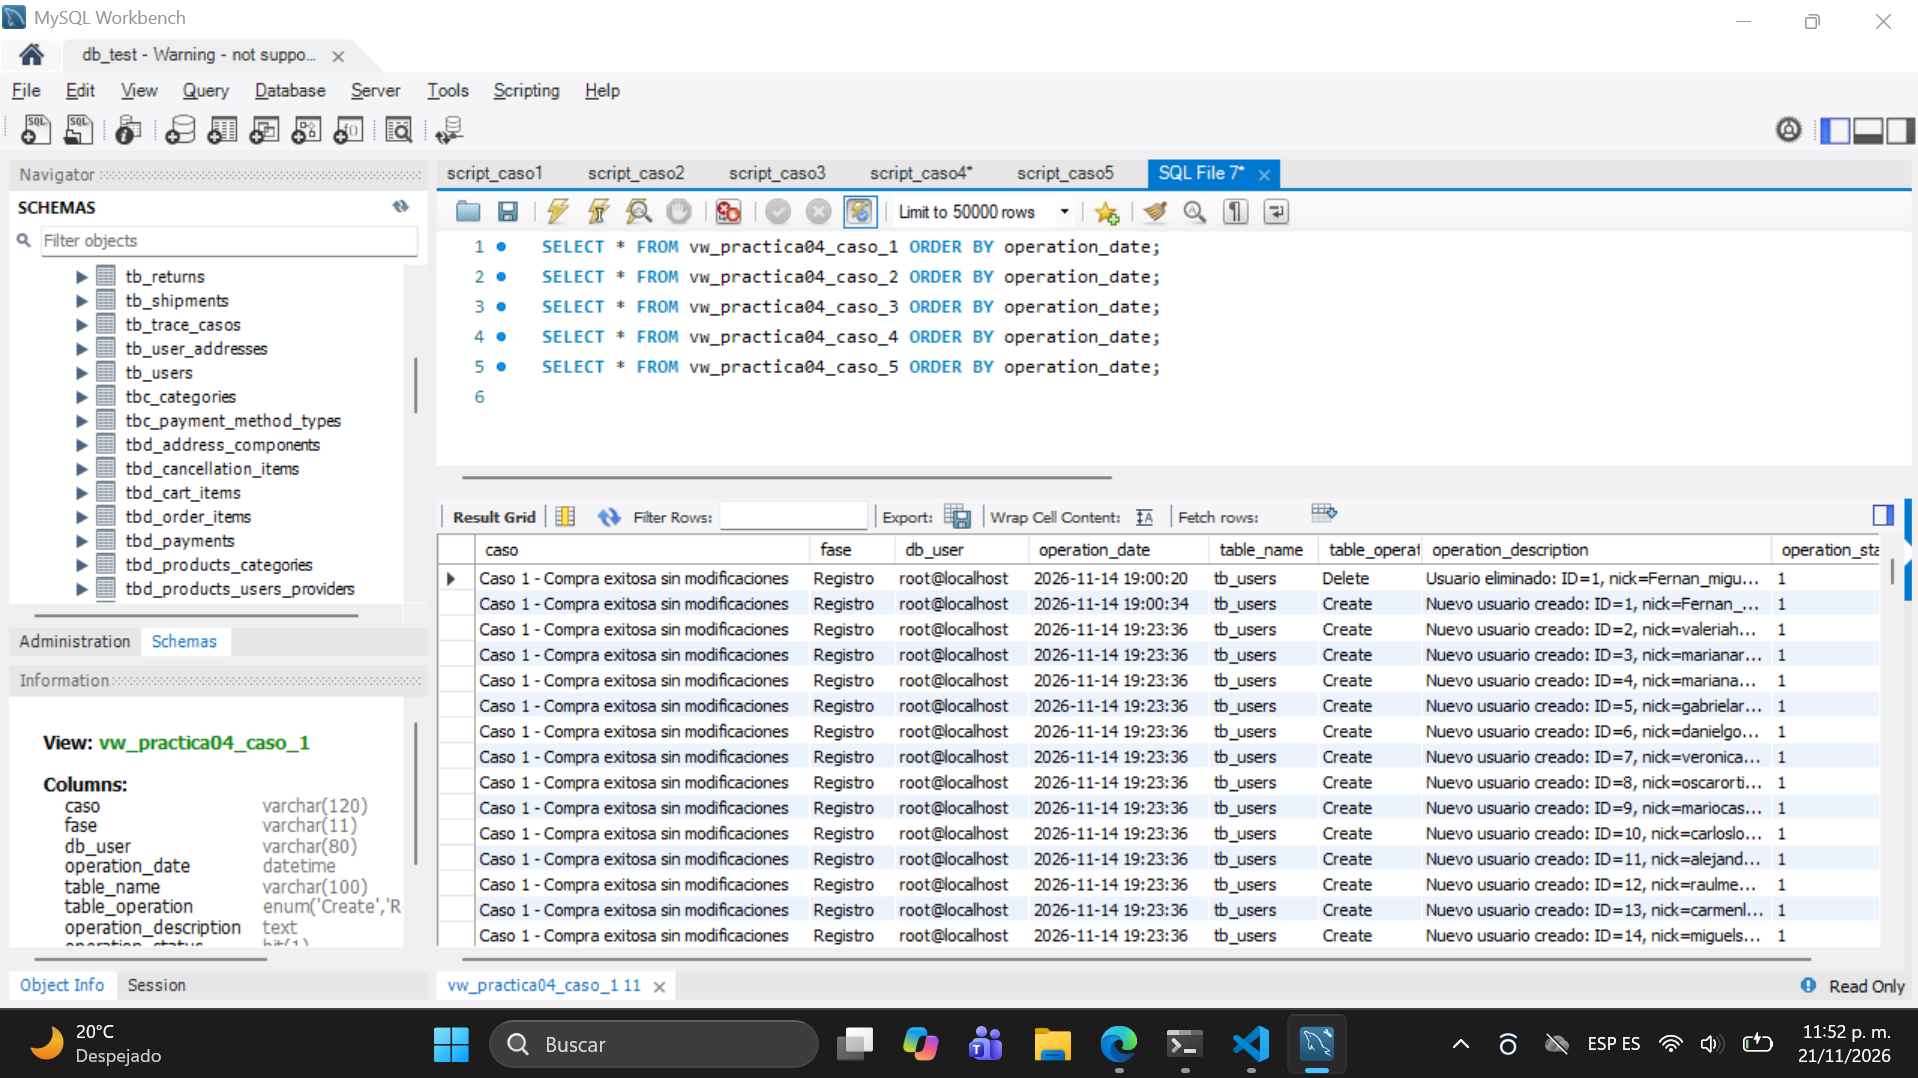 MySQL Workbench
db_test - Warning - not suppo...
File Edit View Query Database Server Tools Scripting Help
Navigator
SCHEMAS
Filter objects
tb_returns
tb_shipments
tb_trace_casos
tb_user_addresses
tb_users
tbc_categories
tbc_payment_method_types
tbd_address_components
tbd_cancellation_items
tbd_cart_items
tbd_order_items
tbd_payments
tbd_products_categories
tbd_products_users_providers
Administration Schemas
Information
View: vw_practica04_caso_1
Columns:
caso varchar(120)
fase varchar(11)
db_user varchar(80)
operation_date datetime
table_name varchar(100)
table_operation enum('Create','R
operation_description text
operation_status bit(1)
Object Info Session
script_caso1 script_caso2 script_caso3 script_caso4* script_caso5 SQL File 7*
Limit to 50000 rows
1 SELECT * FROM vw_practica04_caso_1 ORDER BY operation_date;
2 SELECT * FROM vw_practica04_caso_2 ORDER BY operation_date;
3 SELECT * FROM vw_practica04_caso_3 ORDER BY operation_date;
4 SELECT * FROM vw_practica04_caso_4 ORDER BY operation_date;
5 SELECT * FROM vw_practica04_caso_5 ORDER BY operation_date;
6
Result Grid Filter Rows: Export: Wrap Cell Content: Fetch rows:
caso fase db_user operation_date table_name table_operat operation_description operation_sta
Caso 1 - Compra exitosa sin modificaciones Registro root@localhost 2026-11-14 19:00:20 tb_users Delete Usuario eliminado: ID=1, nick=Fernan_migu... 1
Caso 1 - Compra exitosa sin modificaciones Registro root@localhost 2026-11-14 19:00:34 tb_users Create Nuevo usuario creado: ID=1, nick=Fernan_... 1
Caso 1 - Compra exitosa sin modificaciones Registro root@localhost 2026-11-14 19:23:36 tb_users Create Nuevo usuario creado: ID=2, nick=valeriah... 1
Caso 1 - Compra exitosa sin modificaciones Registro root@localhost 2026-11-14 19:23:36 tb_users Create Nuevo usuario creado: ID=3, nick=marianar... 1
Caso 1 - Compra exitosa sin modificaciones Registro root@localhost 2026-11-14 19:23:36 tb_users Create Nuevo usuario creado: ID=4, nick=mariana... 1
Caso 1 - Compra exitosa sin modificaciones Registro root@localhost 2026-11-14 19:23:36 tb_users Create Nuevo usuario creado: ID=5, nick=gabrielar... 1
Caso 1 - Compra exitosa sin modificaciones Registro root@localhost 2026-11-14 19:23:36 tb_users Create Nuevo usuario creado: ID=6, nick=danielgo... 1
Caso 1 - Compra exitosa sin modificaciones Registro root@localhost 2026-11-14 19:23:36 tb_users Create Nuevo usuario creado: ID=7, nick=veronica... 1
Caso 1 - Compra exitosa sin modificaciones Registro root@localhost 2026-11-14 19:23:36 tb_users Create Nuevo usuario creado: ID=8, nick=oscarorti... 1
Caso 1 - Compra exitosa sin modificaciones Registro root@localhost 2026-11-14 19:23:36 tb_users Create Nuevo usuario creado: ID=9, nick=mariocas... 1
Caso 1 - Compra exitosa sin modificaciones Registro root@localhost 2026-11-14 19:23:36 tb_users Create Nuevo usuario creado: ID=10, nick=carloslo... 1
Caso 1 - Compra exitosa sin modificaciones Registro root@localhost 2026-11-14 19:23:36 tb_users Create Nuevo usuario creado: ID=11, nick=alejand... 1
Caso 1 - Compra exitosa sin modificaciones Registro root@localhost 2026-11-14 19:23:36 tb_users Create Nuevo usuario creado: ID=12, nick=raulme... 1
Caso 1 - Compra exitosa sin modificaciones Registro root@localhost 2026-11-14 19:23:36 tb_users Create Nuevo usuario creado: ID=13, nick=carmenl... 1
Caso 1 - Compra exitosa sin modificaciones Registro root@localhost 2026-11-14 19:23:36 tb_users Create Nuevo usuario creado: ID=14, nick=miguels... 1
vw_practica04_caso_1 11
Read Only
20°C
Despejado
Buscar
ESP ES
11:52 p. m.
21/11/2026